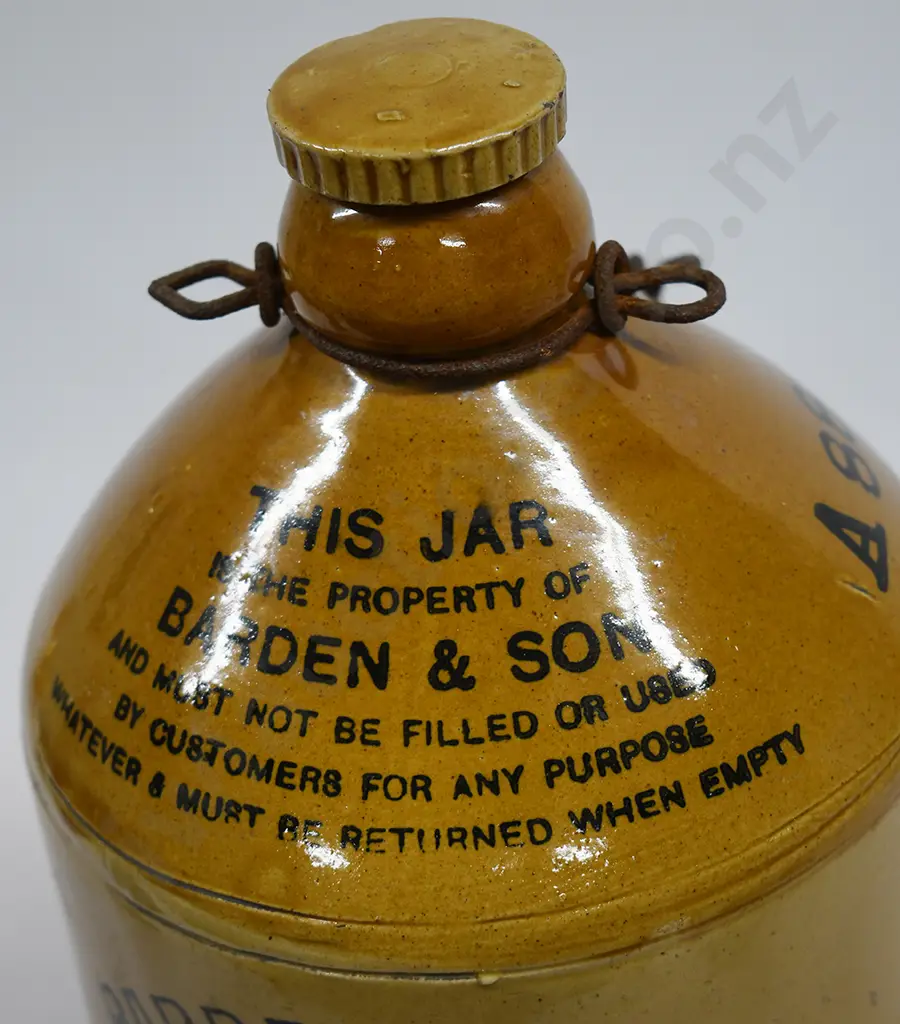 THIS JAR
IS THE PROPERTY OF
BARDEN & SON
AND MUST NOT BE FILLED OR USED
BY CUSTOMERS FOR ANY PURPOSE
WHATEVER & MUST BE RETURNED WHEN EMPTY